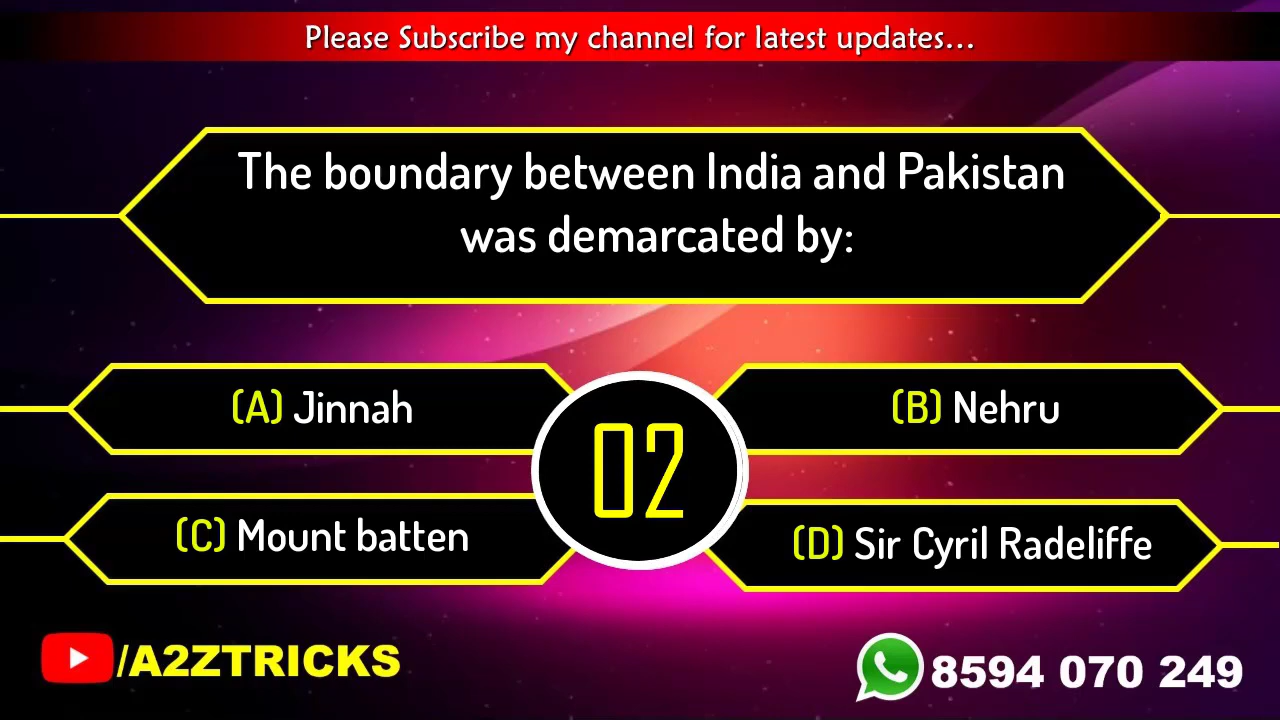 Please Subscribe my channel for latest updates...
The boundary between India and Pakistan
was demarcated by:
(A) Jinnah
(B) Nehru
02
(C) Mount batten
(D) Sir Cyril Radeliffe
/A2ZTRICKS
8594 070 249